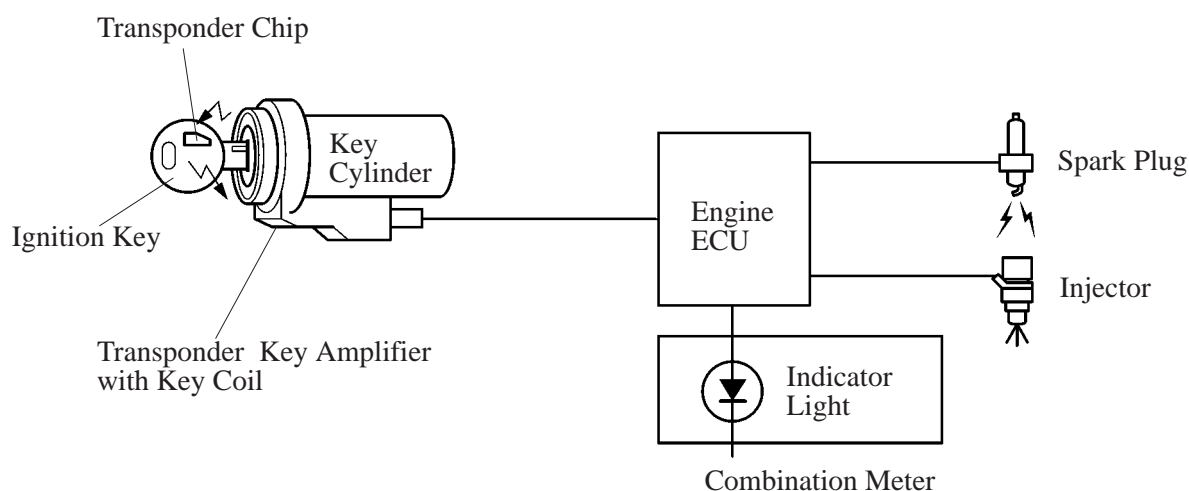 Transponder Chip
Key
Cylinder
Spark Plug
Engine
ECU
Ignition Key
Injector
Transponder Key Amplifier
with Key Coil
Indicator
Light
Combination Meter